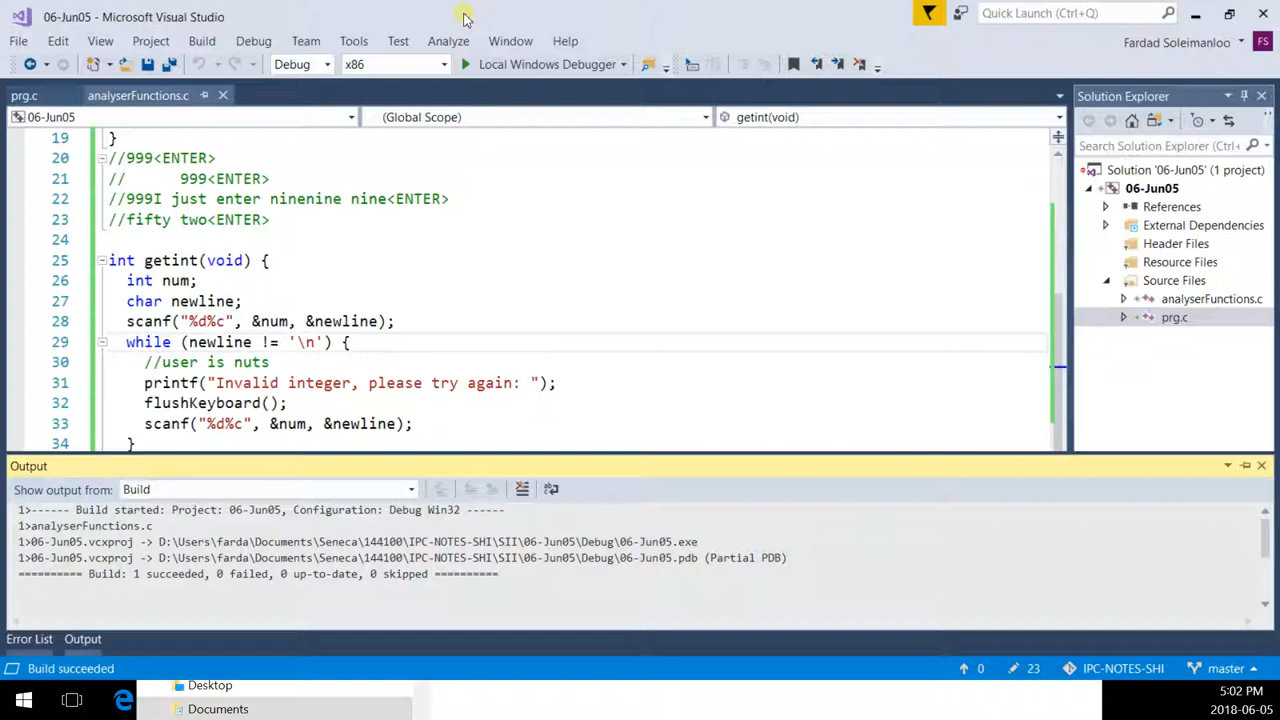 06-Jun05 - Microsoft Visual Studio
Quick Launch (Ctrl+Q)
File Edit View Project Build Debug Team Tools Test Analyze Window Help
Fardad Soleimanloo FS
Debug x86 Local Windows Debugger
prg.c analyserFunctions.c
06-Jun05 (Global Scope) getint(void)
19 }
20 //999<ENTER>
21 //      999<ENTER>
22 //999I just enter ninenine nine<ENTER>
23 //fifty two<ENTER>
24
25 int getint(void) {
26 int num;
27 char newline;
28 scanf("%d%c", &num, &newline);
29 while (newline != '\n') {
30 //user is nuts
31 printf("Invalid integer, please try again: ");
32 flushKeyboard();
33 scanf("%d%c", &num, &newline);
34 }
Solution Explorer
Search Solution Explorer (Ctrl+
Solution '06-Jun05' (1 project)
06-Jun05
References
External Dependencies
Header Files
Resource Files
Source Files
analyserFunctions.c
prg.c
Output
Show output from: Build
1>------ Build started: Project: 06-Jun05, Configuration: Debug Win32 ------
1>analyserFunctions.c
1>06-Jun05.vcxproj -> D:\Users\farda\Documents\Seneca\144100\IPC-NOTES-SHI\SII\06-Jun05\Debug\06-Jun05.exe
1>06-Jun05.vcxproj -> D:\Users\farda\Documents\Seneca\144100\IPC-NOTES-SHI\SII\06-Jun05\Debug\06-Jun05.pdb (Partial PDB)
========== Build: 1 succeeded, 0 failed, 0 up-to-date, 0 skipped ==========
Error List Output
Build succeeded 0 23 IPC-NOTES-SHI master
Desktop
Documents
5:02 PM
2018-06-05